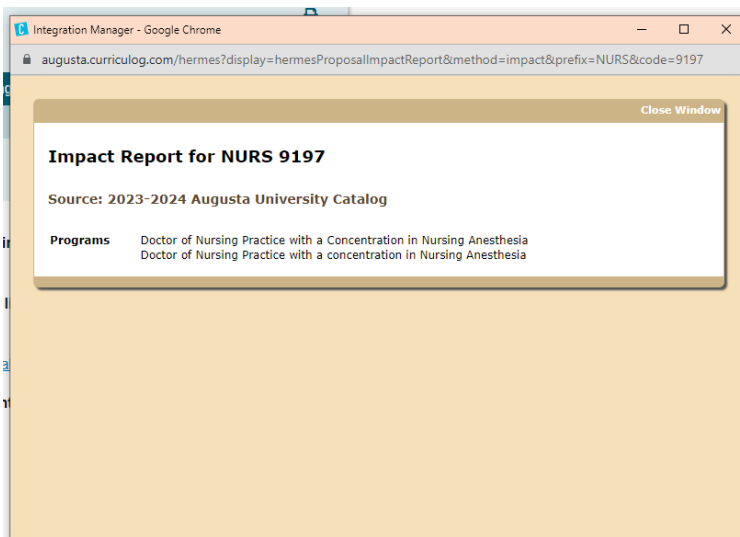 Integration Manager - Google Chrome
augusta.curriculog.com/hermes?display=hermesProposalImpactReport&method=impact&prefix=NURS&code=9197
Close Window
Impact Report for NURS 9197
Source: 2023-2024 Augusta University Catalog
Programs Doctor of Nursing Practice with a Concentration in Nursing Anesthesia
Doctor of Nursing Practice with a concentration in Nursing Anesthesia